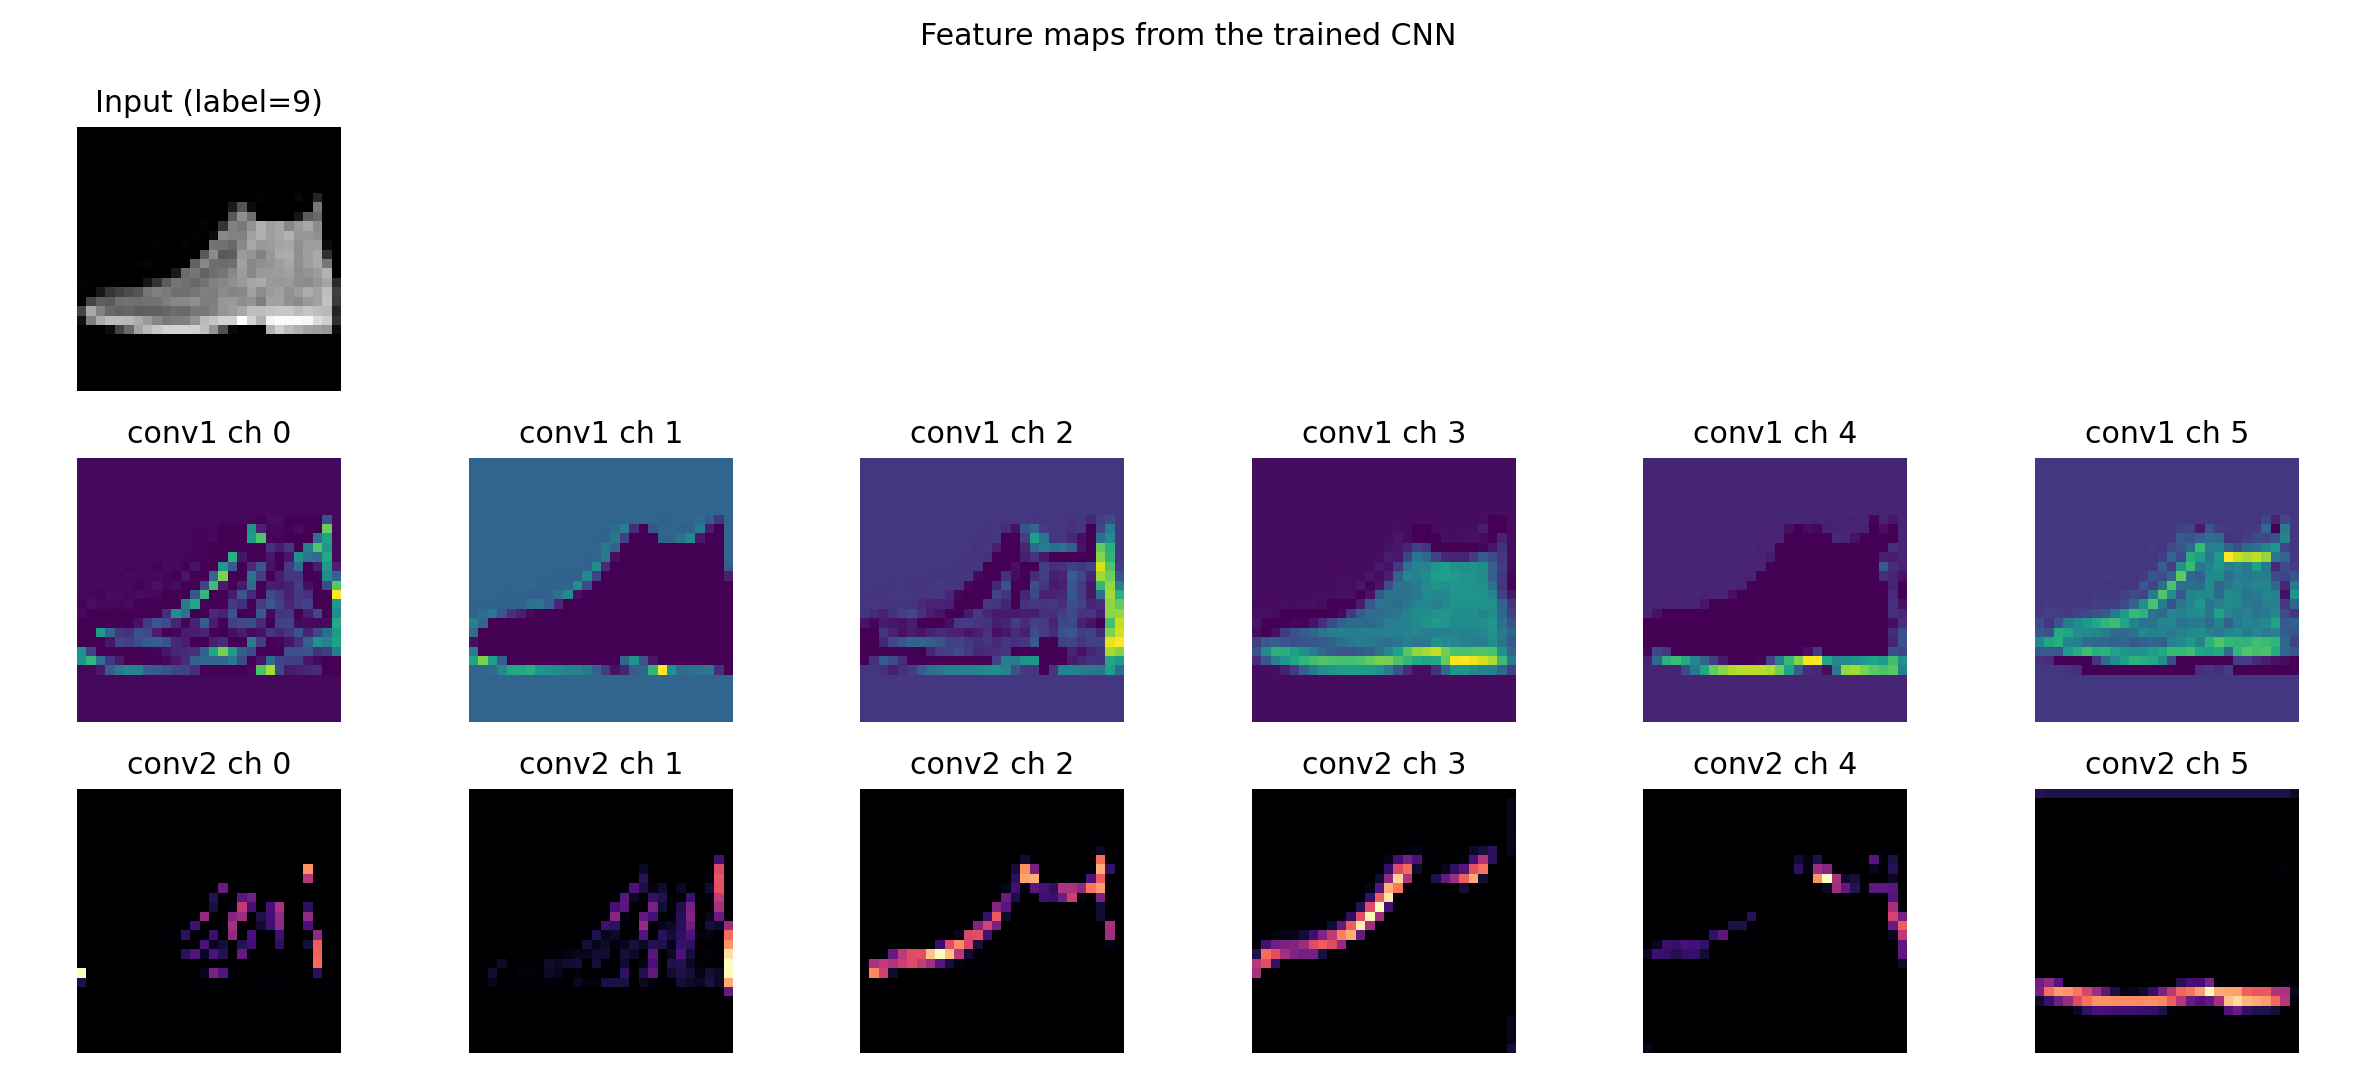 Feature maps from the trained CNN
Input (label=9)
conv1 ch 0
conv1 ch 1
conv1 ch 2
conv1 ch 3
conv1 ch 4
conv1 ch 5
conv2 ch 0
conv2 ch 1
conv2 ch 2
conv2 ch 3
conv2 ch 4
conv2 ch 5